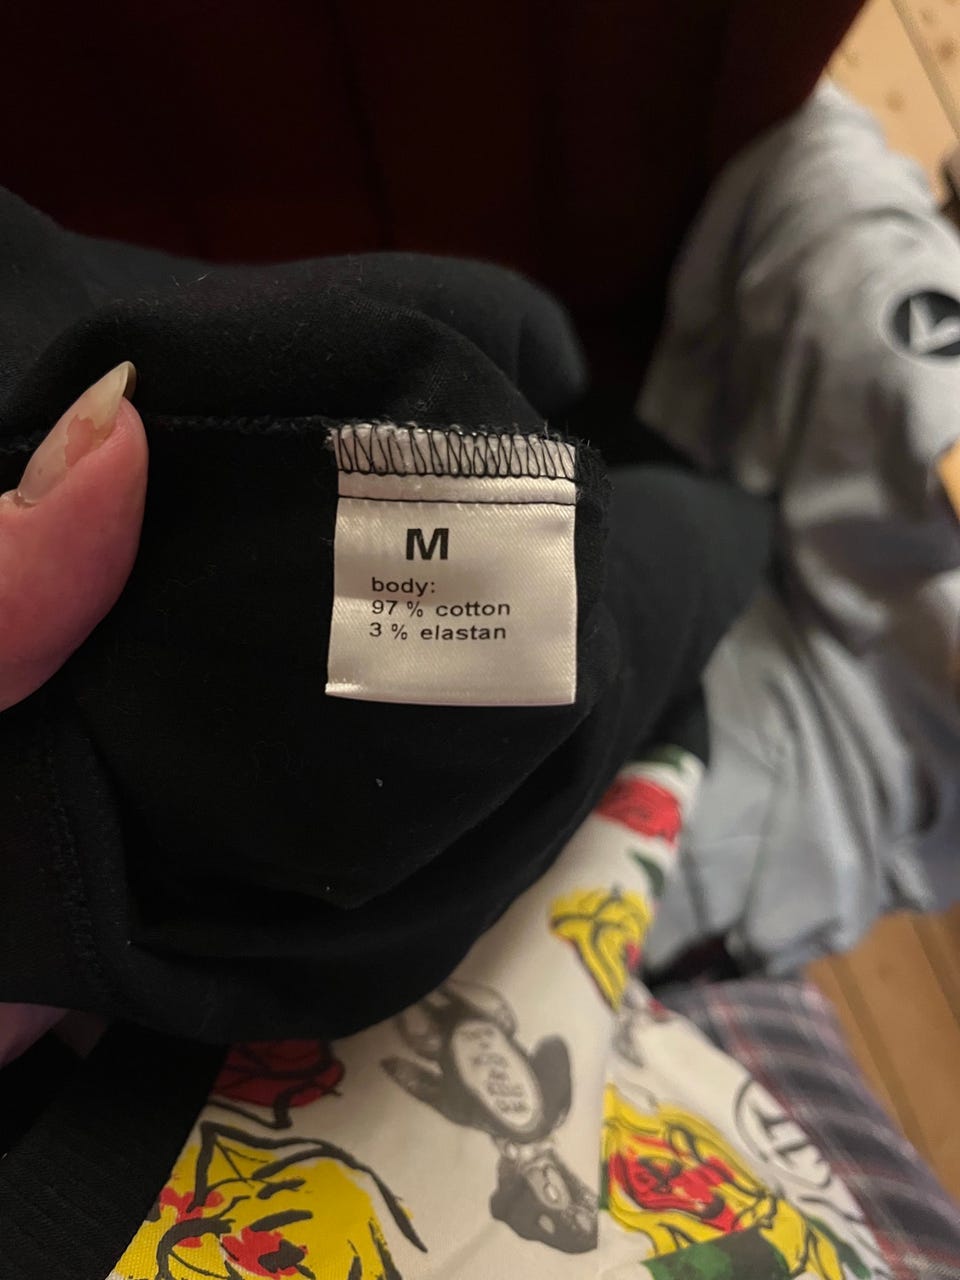 M
body:
97 % cotton
3 % elastan